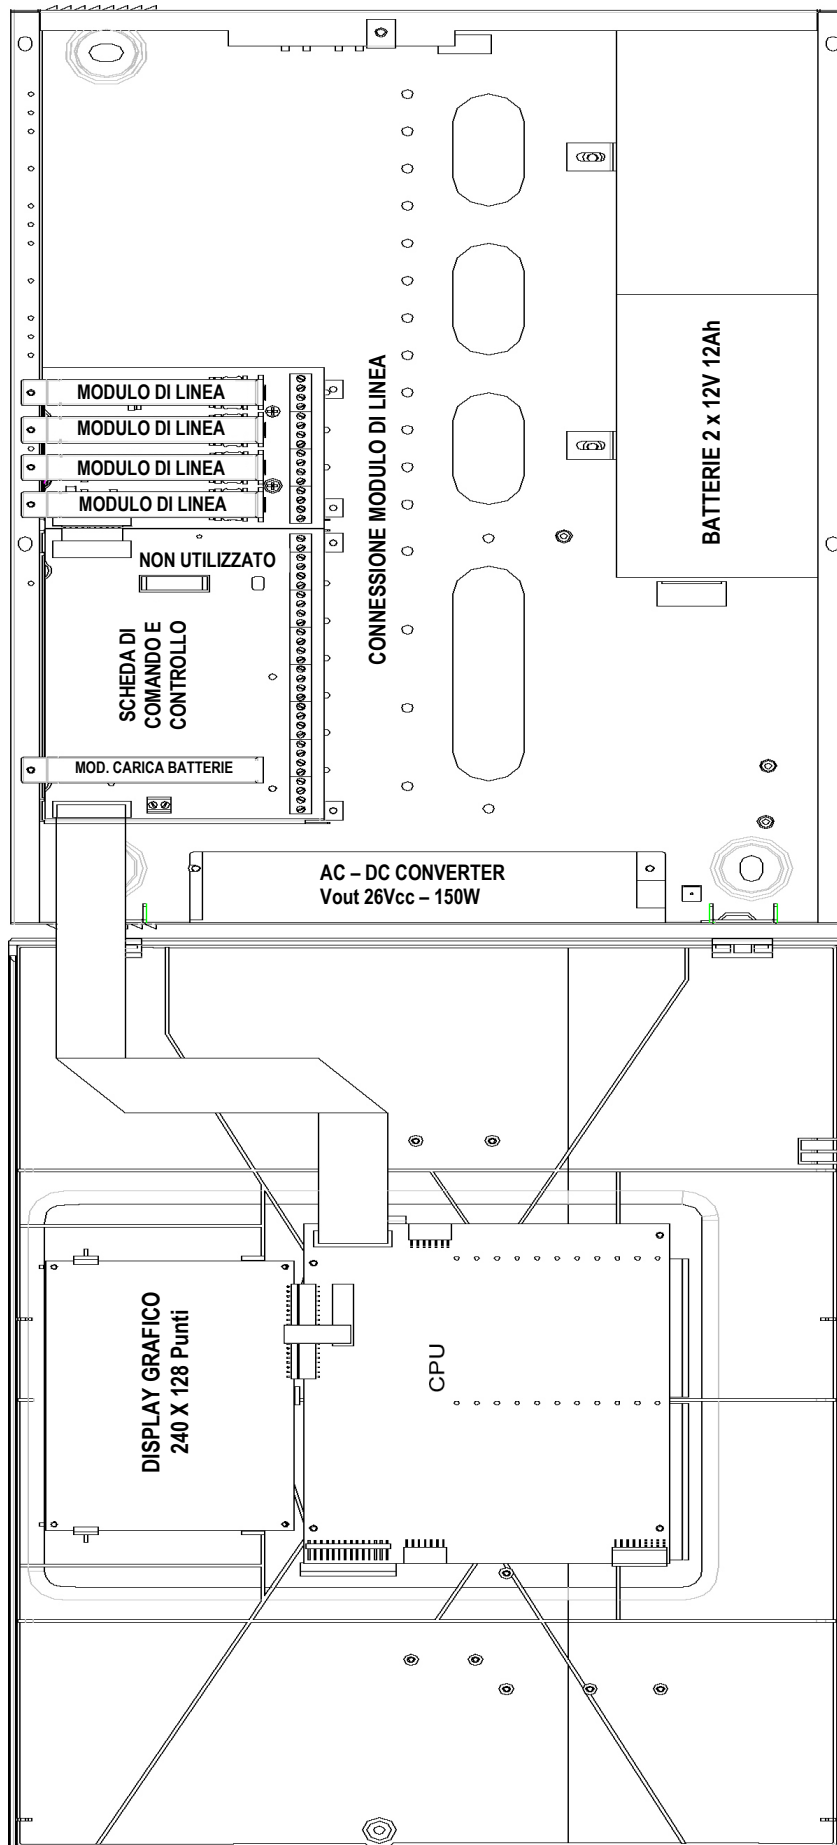 MODULO DI LINEA
MODULO DI LINEA
MODULO DI LINEA
MODULO DI LINEA
NON UTILIZZATO
SCHEDA DI
COMANDO E
CONTROLLO
MOD. CARICA BATTERIE
CONNESSIONE MODULO DI LINEA
BATTERIE 2 x 12V 12Ah
AC – DC CONVERTER
Vout 26Vcc – 150W
DISPLAY GRAFICO
240 X 128 Punti
CPU